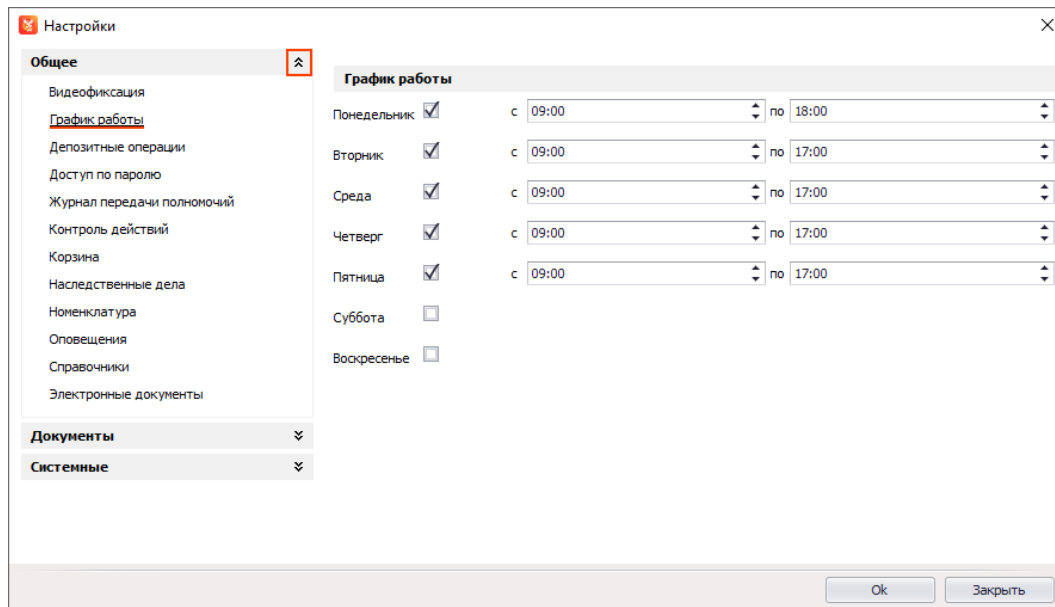 Настройки
Общее
Видеофиксация
График работы
Депозитные операции
Доступ по паролю
Журнал передачи полномочий
Контроль действий
Корзина
Наследственные дела
Номенклатура
Оповещения
Справочники
Электронные документы
Документы
Системные
График работы
Понедельник с 09:00 по 18:00
Вторник с 09:00 по 17:00
Среда с 09:00 по 17:00
Четверг с 09:00 по 17:00
Пятница с 09:00 по 17:00
Суббота
Воскресенье
Ok Закрыть